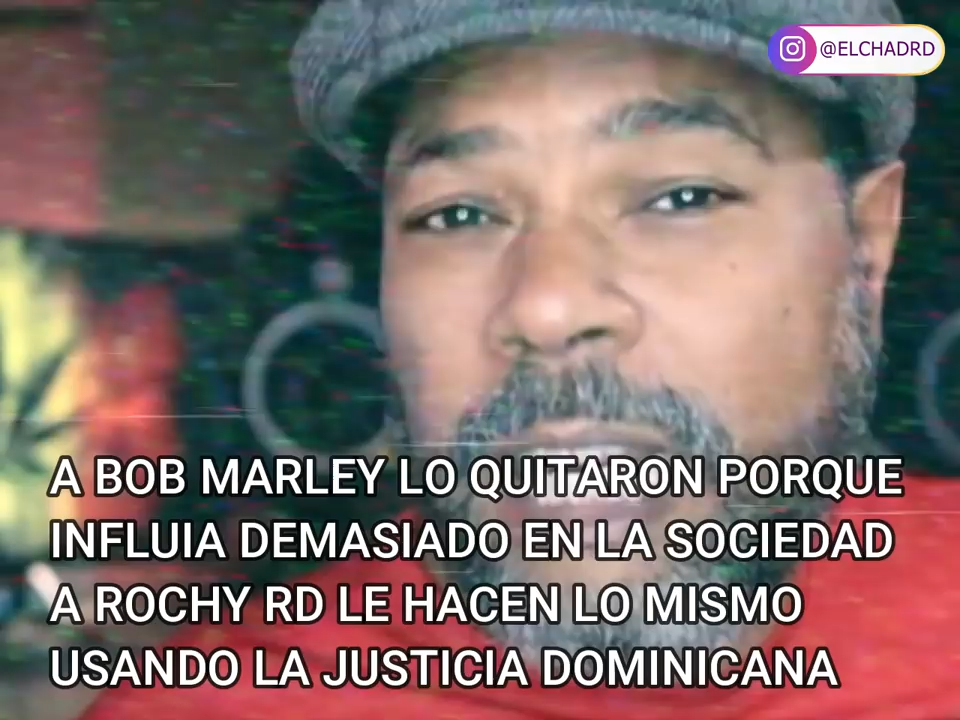 @ELCHADRD
A BOB MARLEY LO QUITARON PORQUE
INFLUIA DEMASIADO EN LA SOCIEDAD
A ROCHY RD LE HACEN LO MISMO
USANDO LA JUSTICIA DOMINICANA